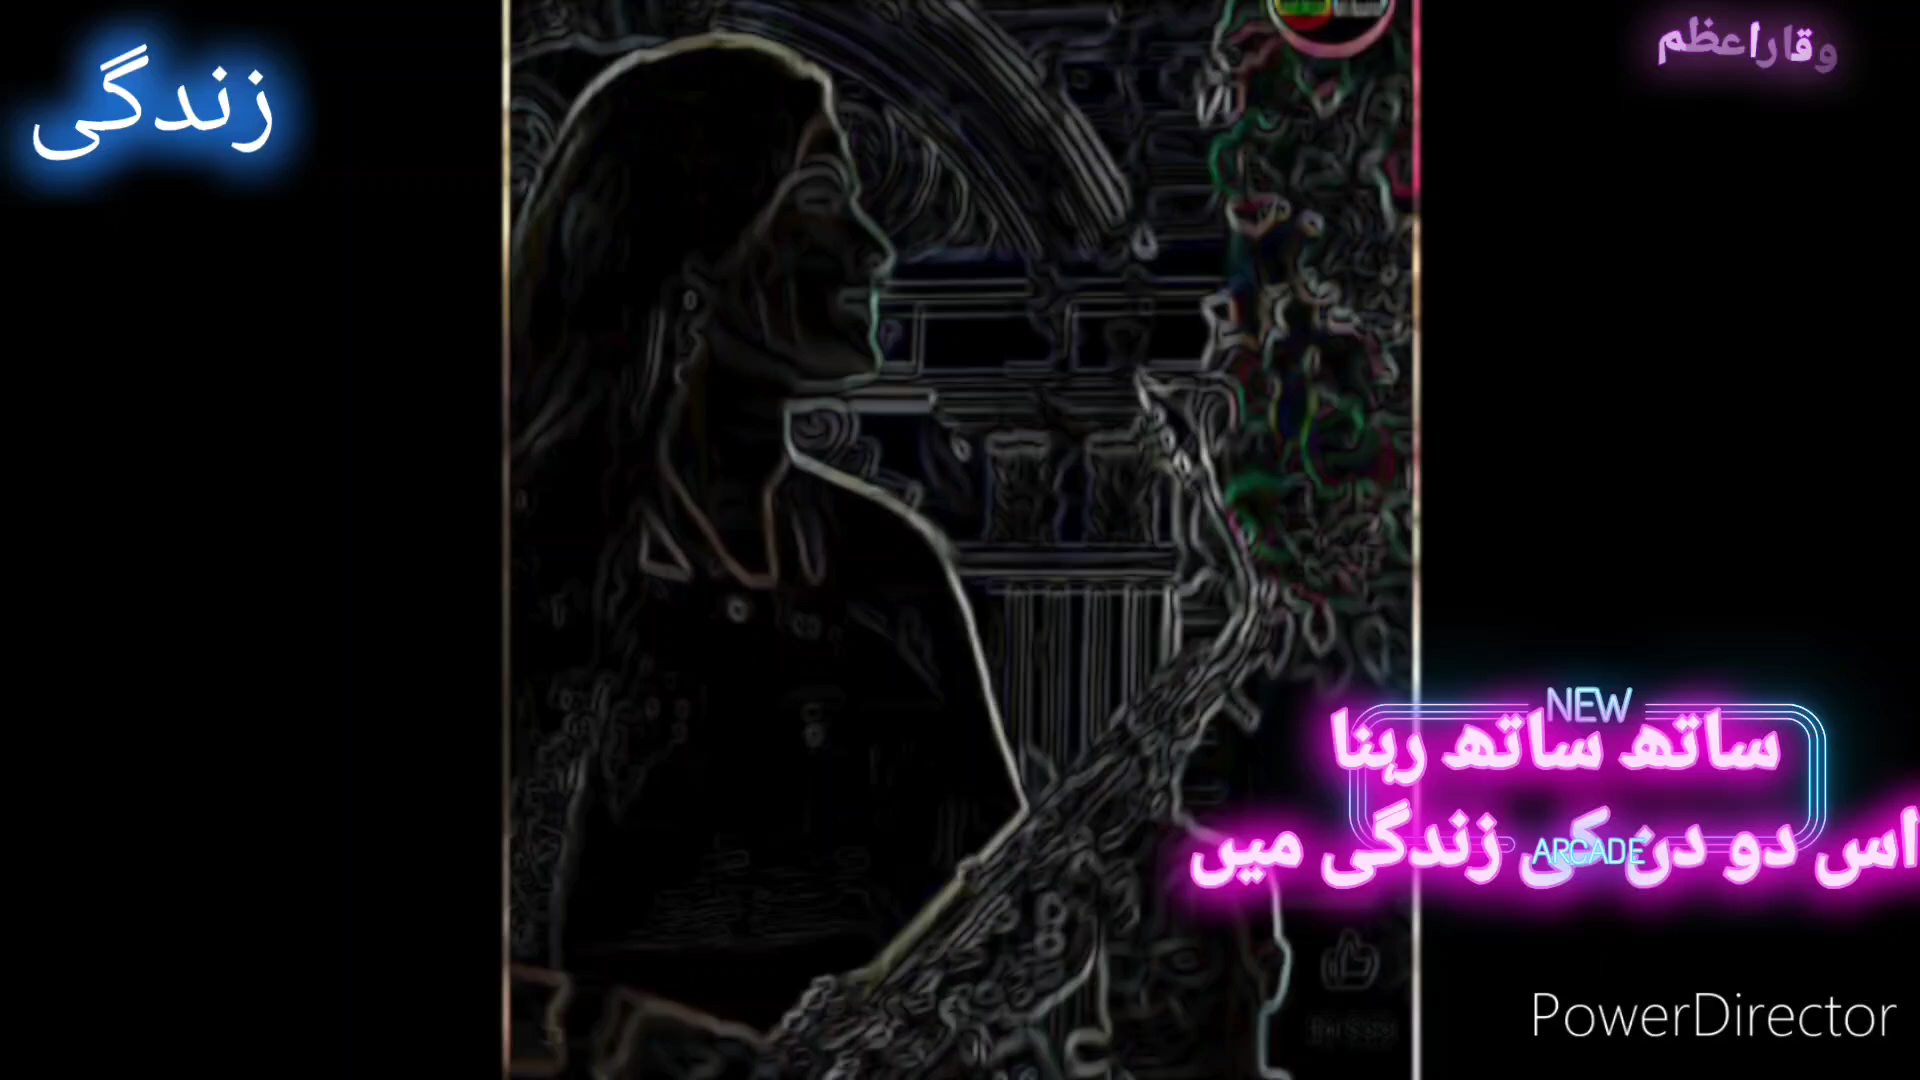 زندگی
وقاراعظم
NEW
ساتھ ساتھ رہنا
اس دو دن کی زندگی میں
ARCADE
PowerDirector